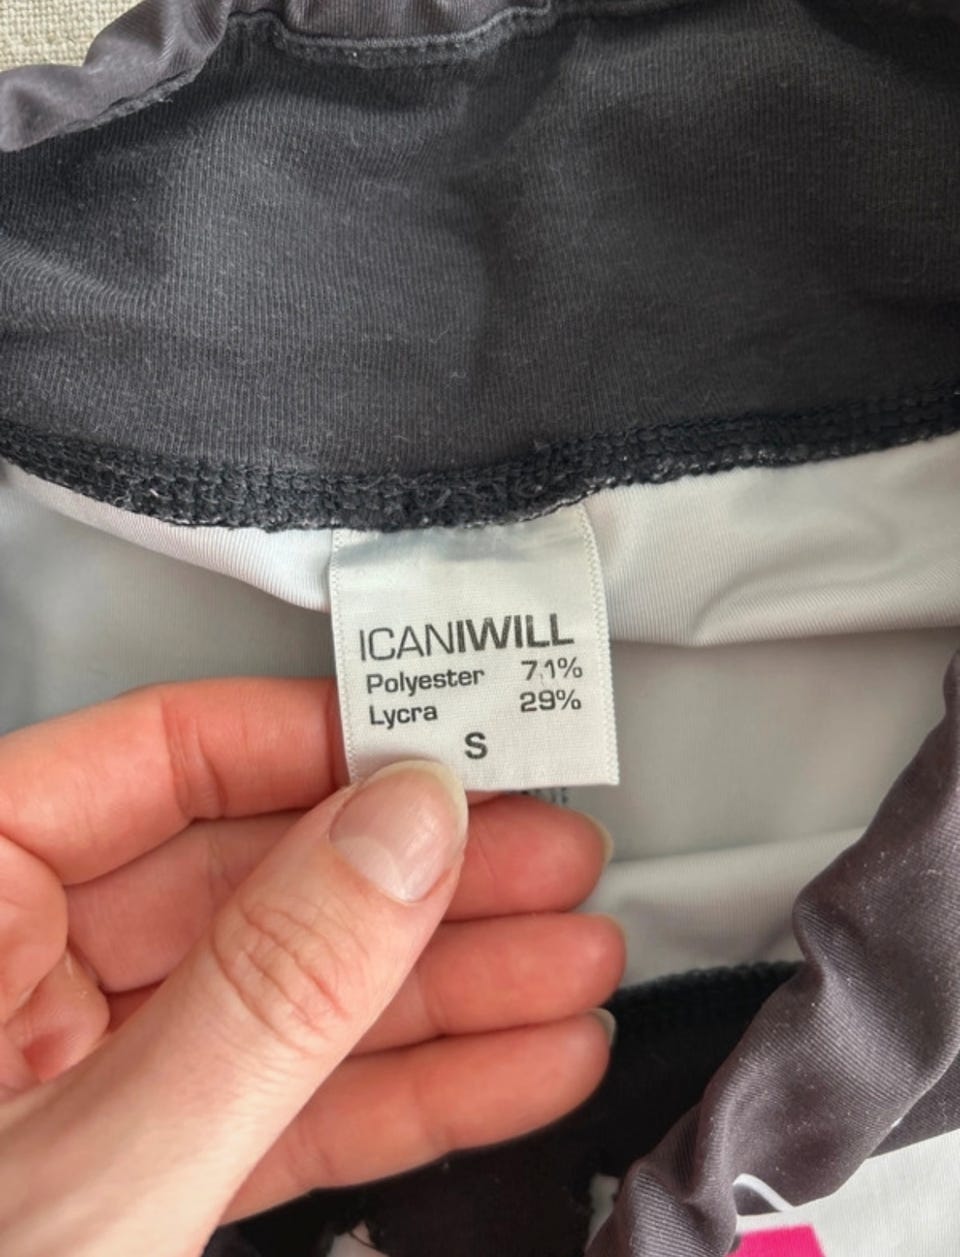 ICANIWILL
Polyester 71%
Lycra 29%
S